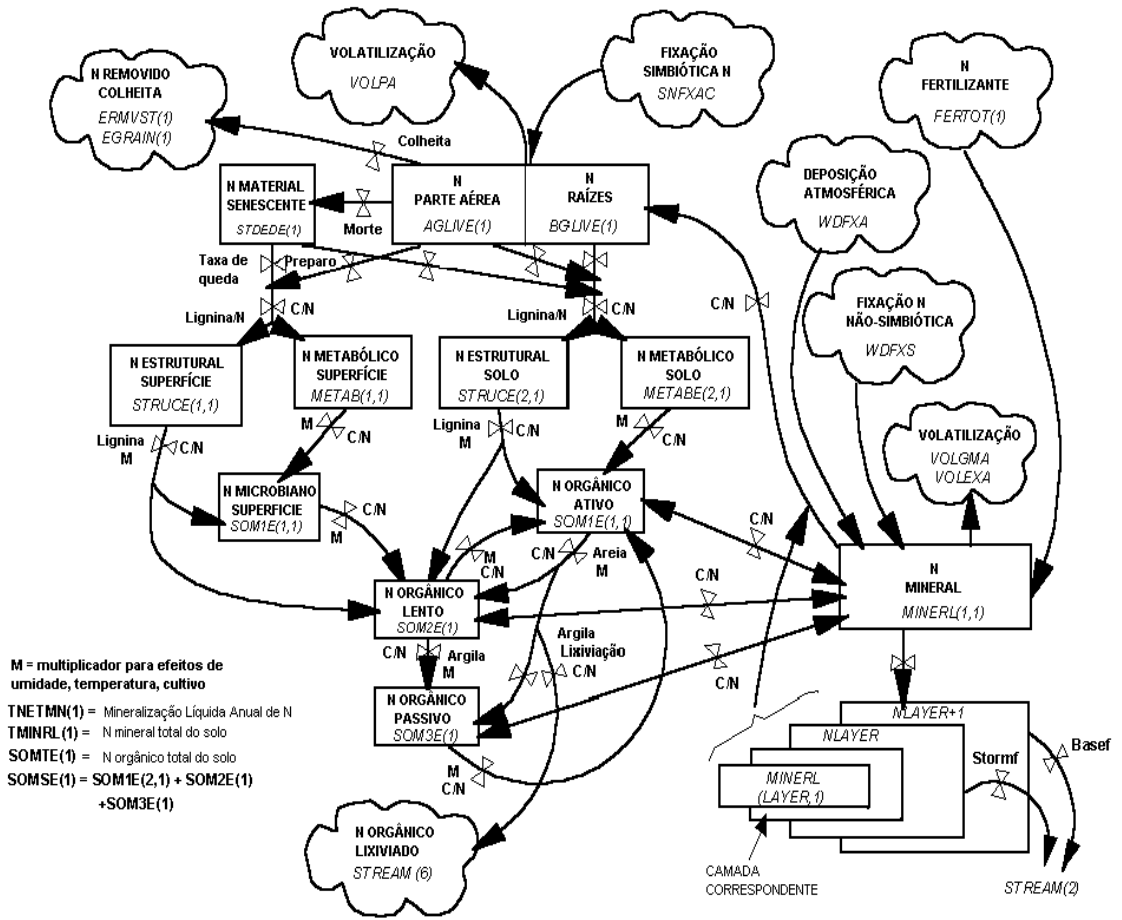 VOLATILIZAÇÃO
VOLPA
FIXAÇÃO
SIMBIÓTICA N
SNFXAC
N REMOVIDO
COLHEITA
ERMVST(1)
EGRAIN(1)
N
FERTILIZANTE
FERTOT(1)
Colheita
DEPOSIÇÃO
ATMOSFÉRICA
WDFXA
N MATERIAL
SENESCENTE
STDEDE(1)
Morte
N
PARTE AÉREA
AGLIVE(1)
N
RAÍZES
BGLIVE(1)
Taxa de
queda
Preparo
C/N
FIXAÇÃO N
NÃO-SIMBIÓTICA
WDFXS
Lignina/N
C/N
Lignina/N
C/N
N ESTRUTURAL
SUPERFÍCIE
STRUCE(1,1)
N METABÓLICO
SUPERFÍCIE
METAB(1,1)
N ESTRUTURAL
SOLO
STRUCE(2,1)
N METABÓLICO
SOLO
METABE(2,1)
Lignina
M
C/N
M
C/N
Lignina
M
C/N
M
C/N
VOLATILIZAÇÃO
VOLGMA
VOLEXA
N MICROBIANO
SUPERFICIE
SOM1E(1,1)
C/N
M
N ORGÂNICO
ATIVO
SOM1E(1,1)
C/N
M
C/N
C/N
Areia
M
N
MINERAL
MINERL(1,1)
N ORGÂNICO
LENTO
SOM2E(1)
C/N
C/N
Argila
M
Argila
Lixiviação
C/N
C/N
N ORGÂNICO
PASSIVO
SOM3E(1)
M
C/N
M = multiplicador para efeitos de
umidade, temperatura, cultivo
TNETMN(1) = Mineralização Líquida Anual de N
TMINRL(1) = N mineral total do solo
SOMTE(1) = N orgânico total do solo
SOMSE(1) = SOM1E(2,1) + SOM2E(1)
+SOM3E(1)
NLAYER+1
NLAYER
MINERL
(LAYER,1)
Stormf
Basef
N ORGÂNICO
LIXIVIADO
STREAM (6)
CAMADA
CORRESPONDENTE
STREAM(2)